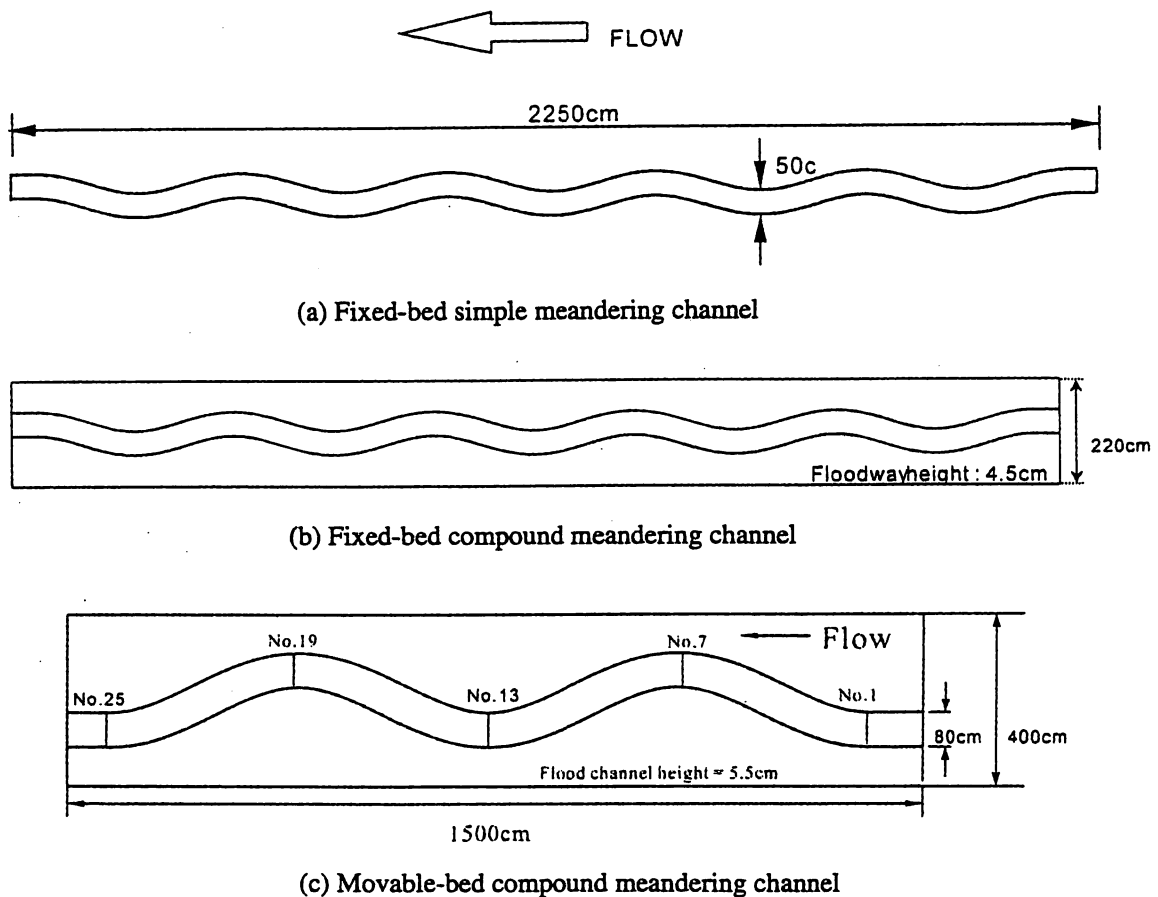 FLOW
2250cm
50c
(a) Fixed-bed simple meandering channel
220cm
Floodwayheight : 4.5cm
(b) Fixed-bed compound meandering channel
Flow
No.19
No.7
No.25
No.13
No.1
80cm
400cm
Flood channel height = 5.5cm
1500cm
(c) Movable-bed compound meandering channel